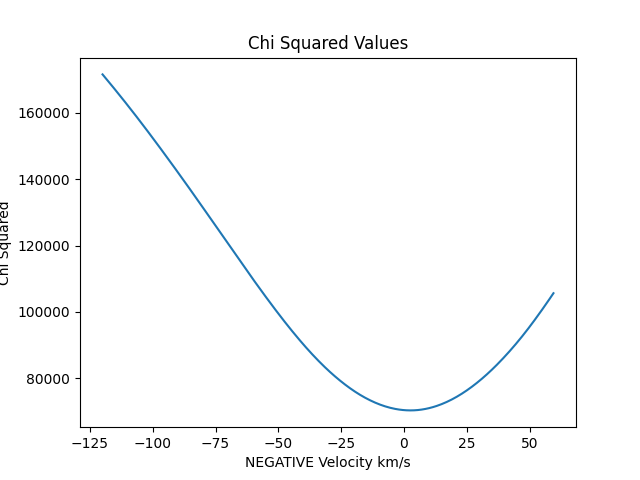 Chi Squared Values
160000
140000
120000
100000
80000
Chi Squared
−125 −100 −75 −50 −25 0 25 50
NEGATIVE Velocity km/s